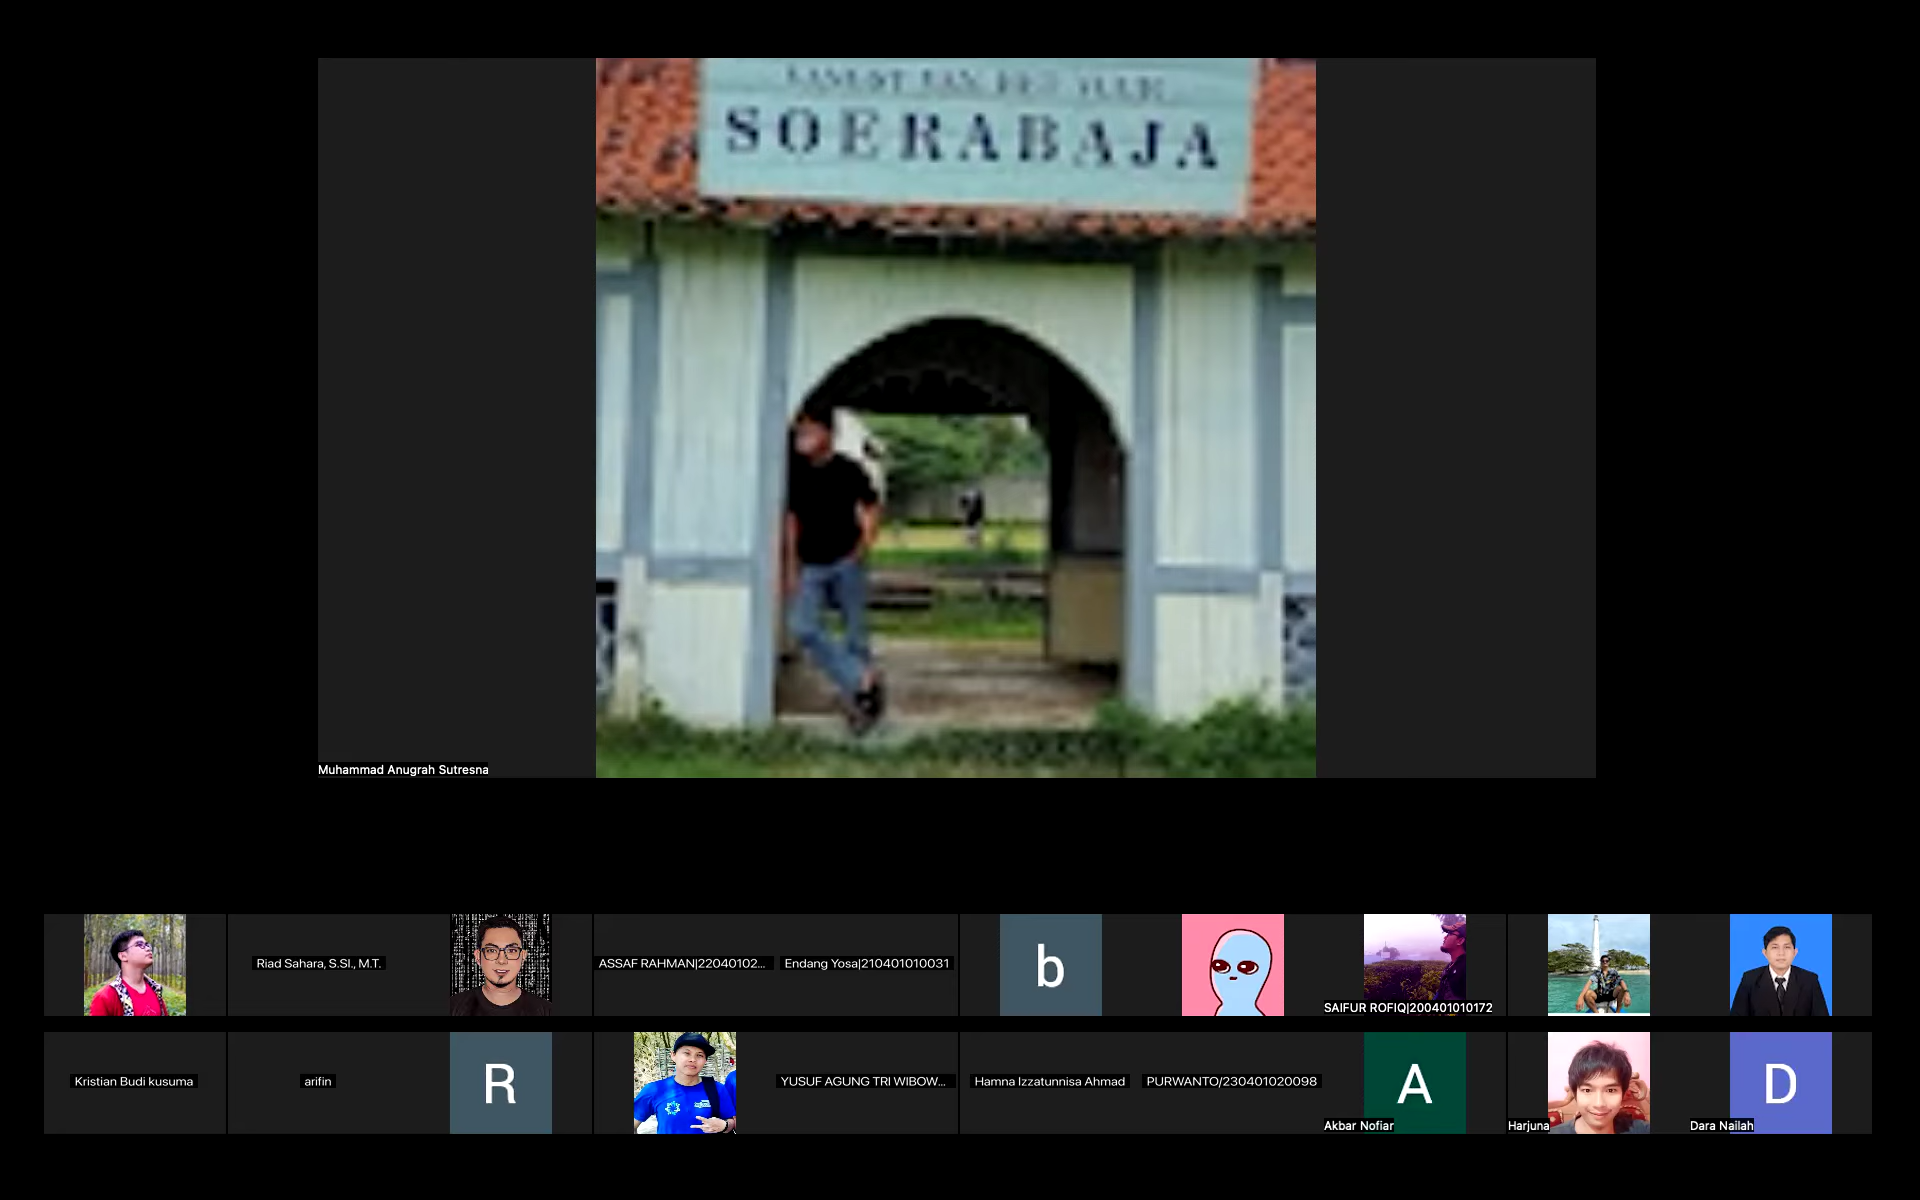 SOERABAJA
Muhammad Anugrah Sutresna
Riad Sahara, S.SI., M.T.
ASSAF RAHMAN|22040102...
Endang Yosa|210401010031
b
SAIFUR ROFIQ|200401010172
Kristian Budi kusuma
arifin
R
YUSUF AGUNG TRI WIBOW...
Hamna Izzatunnisa Ahmad
PURWANTO/230401020098
A
Akbar Nofiar
Harjuna
D
Dara Nailah